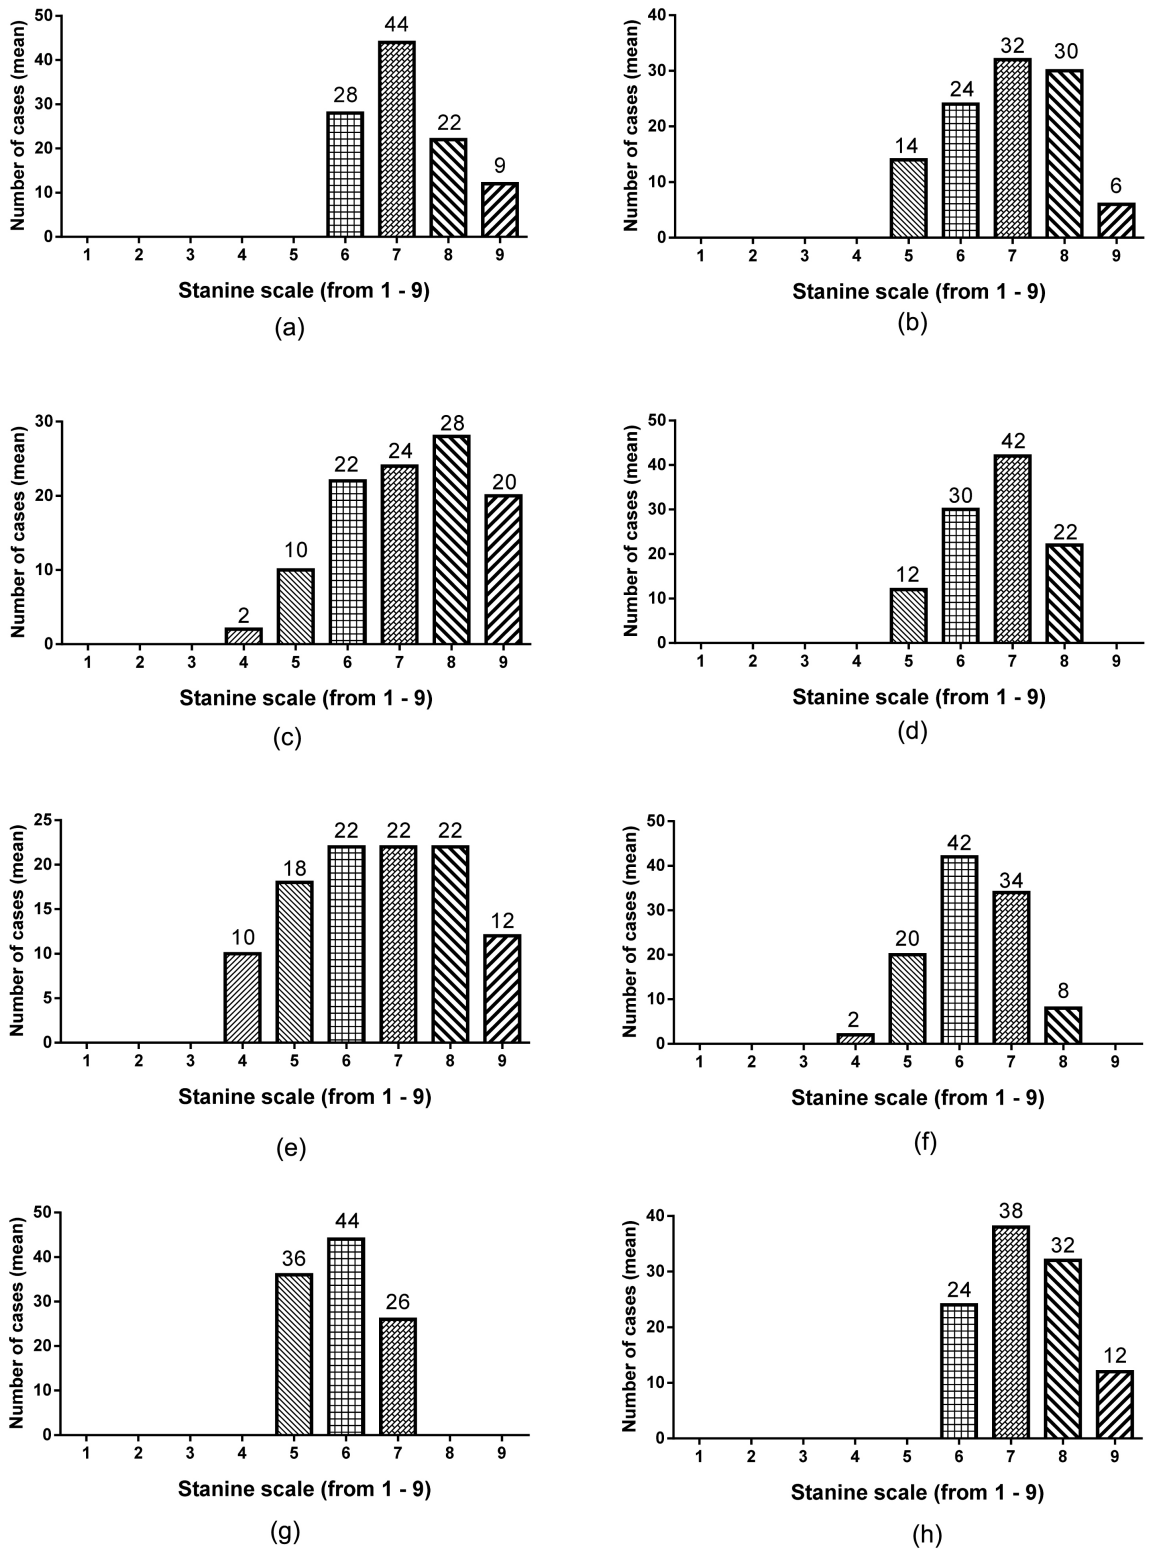 Number of cases (mean)
50
40
30
20
10
0
28
44
22
9
1 2 3 4 5 6 7 8 9
Stanine scale (from 1 - 9)
(a)
Number of cases (mean)
40
30
20
10
0
14
24
32
30
6
1 2 3 4 5 6 7 8 9
Stanine scale (from 1 - 9)
(b)
Number of cases (mean)
30
20
10
0
2
10
22
24
28
20
1 2 3 4 5 6 7 8 9
Stanine scale (from 1 - 9)
(c)
Number of cases (mean)
50
40
30
20
10
0
12
30
42
22
1 2 3 4 5 6 7 8 9
Stanine scale (from 1 - 9)
(d)
Number of cases (mean)
25
20
15
10
5
0
10
18
22
22
22
12
1 2 3 4 5 6 7 8 9
Stanine scale (from 1 - 9)
(e)
Number of cases (mean)
50
40
30
20
10
0
2
20
42
34
8
1 2 3 4 5 6 7 8 9
Stanine scale (from 1 - 9)
(f)
Number of cases (mean)
50
40
30
20
10
0
36
44
26
1 2 3 4 5 6 7 8 9
Stanine scale (from 1 - 9)
(g)
Number of cases (mean)
40
30
20
10
0
24
38
32
12
1 2 3 4 5 6 7 8 9
Stanine scale (from 1 - 9)
(h)